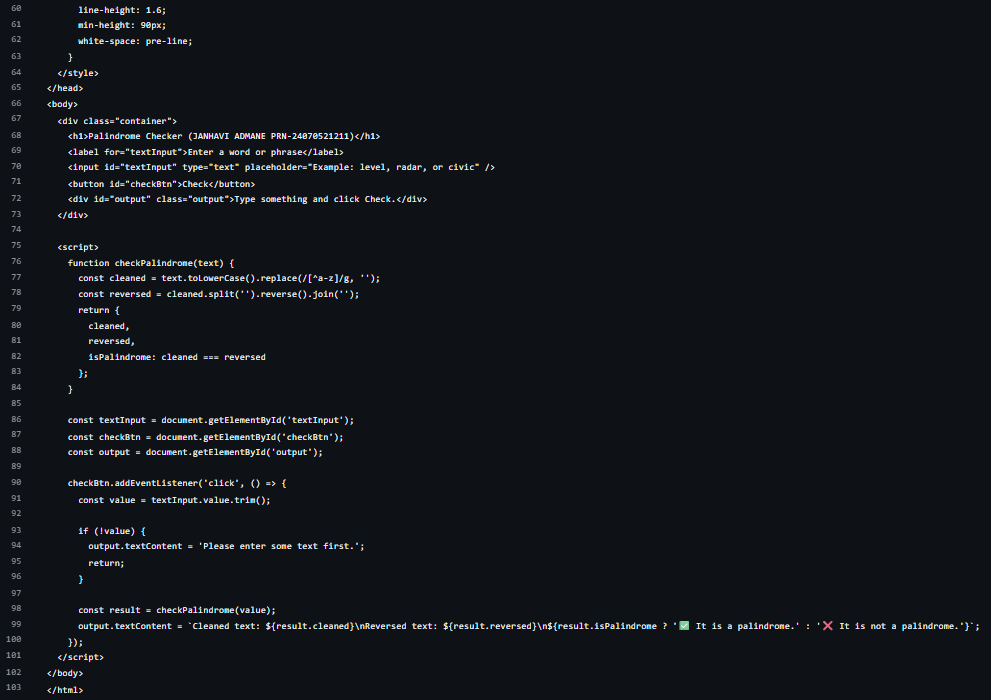 60 line-height: 1.6;
61 min-height: 90px;
62 white-space: pre-line;
63 }
64 </style>
65 </head>
66 <body>
67 <div class="container">
68 <h1>Palindrome Checker (JANHAVI ADMANE PRN-24070521211)</h1>
69 <label for="textInput">Enter a word or phrase</label>
70 <input id="textInput" type="text" placeholder="Example: level, radar, or civic" />
71 <button id="checkBtn">Check</button>
72 <div id="output" class="output">Type something and click Check.</div>
73 </div>
74
75 <script>
76 function checkPalindrome(text) {
77 const cleaned = text.toLowerCase().replace(/[^a-z]/g, '');
78 const reversed = cleaned.split('').reverse().join('');
79 return {
80 cleaned,
81 reversed,
82 isPalindrome: cleaned === reversed
83 };
84 }
85
86 const textInput = document.getElementById('textInput');
87 const checkBtn = document.getElementById('checkBtn');
88 const output = document.getElementById('output');
89
90 checkBtn.addEventListener('click', () => {
91 const value = textInput.value.trim();
92
93 if (!value) {
94 output.textContent = 'Please enter some text first.';
95 return;
96 }
97
98 const result = checkPalindrome(value);
99 output.textContent = `Cleaned text: ${result.cleaned}\nReversed text: ${result.reversed}\n${result.isPalindrome ? '✅ It is a palindrome.' : '❌ It is not a palindrome.'}`;
100 });
101 </script>
102 </body>
103 </html>